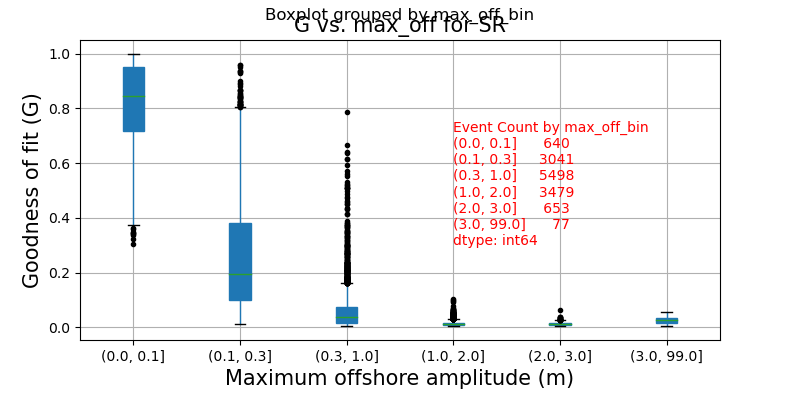 Boxplot grouped by max_off_bin
G vs. max_off for SR
Goodness of fit (G)
1.0
0.8
0.6
0.4
0.2
0.0
Event Count by max_off_bin
(0.0, 0.1]      640
(0.1, 0.3]     3041
(0.3, 1.0]     5498
(1.0, 2.0]     3479
(2.0, 3.0]      653
(3.0, 99.0]      77
dtype: int64
(0.0, 0.1] (0.1, 0.3] (0.3, 1.0] (1.0, 2.0] (2.0, 3.0] (3.0, 99.0]
Maximum offshore amplitude (m)